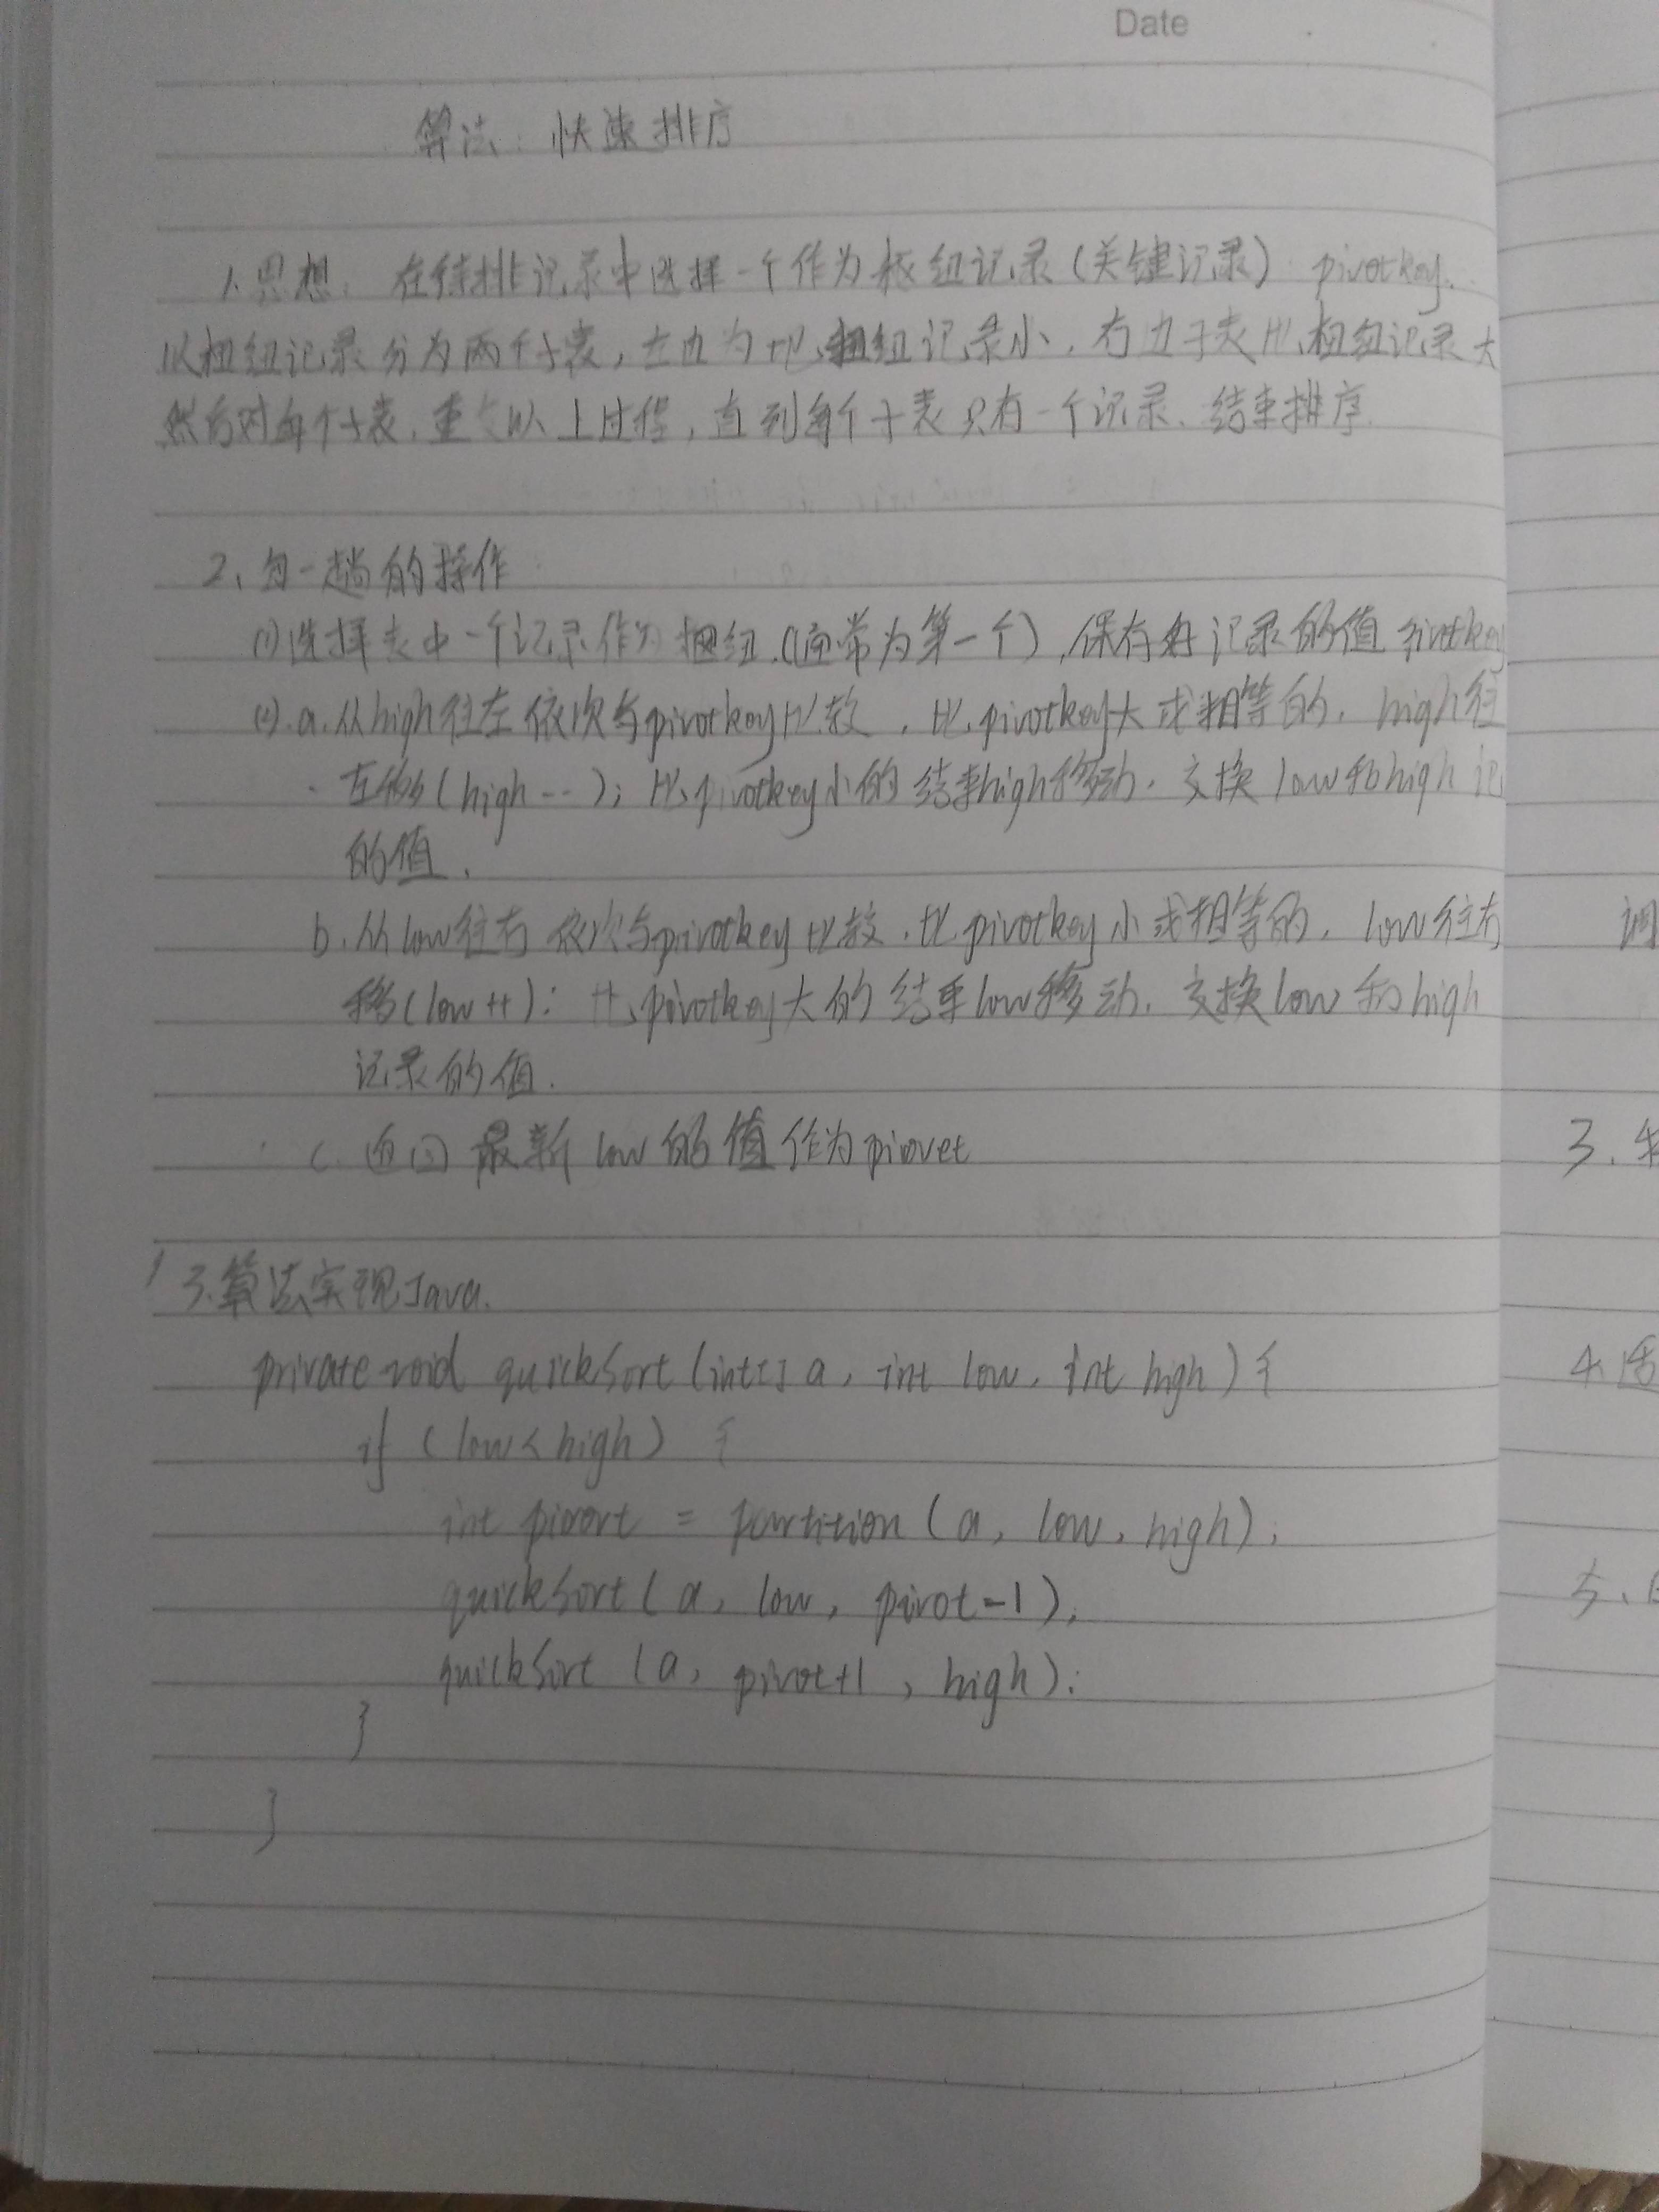 Date
算法：快速排序
1.思想：在待排记录中选择一个作为枢纽记录(关键记录) pivotkey.
以枢纽记录分为两个子表，左边为比枢纽记录小，右边子表比枢纽记录大
然后对每个子表，重复以上过程，直到每个子表只有一个记录、结束排序.
2、每一趟的操作
(1)选择表中一个记录作为枢纽.(通常为第一个),保存好记录的值 pivotkey
(2).a.从high往左依次与pivotkey比较，比pivotkey大或相等的，high往
左移(high--)；比pivotkey小的结束high移动，交换low和high记
的值.
b.从low往右依次与pivotkey比较，比pivotkey小或相等的，low往右
移(low++)：比pivotkey大的结束low移动，交换low和high
记录的值.
c.返回最新low的值作为piovet
3.算法实现Java.
private void quickSort(int[] a, int low, int high) {
if (low<high) {
int pivort = partition(a, low, high);
quickSort(a, low, pivot-1);
quickSort(a, pivot+1, high);
}
}
调
3、
4、
5、